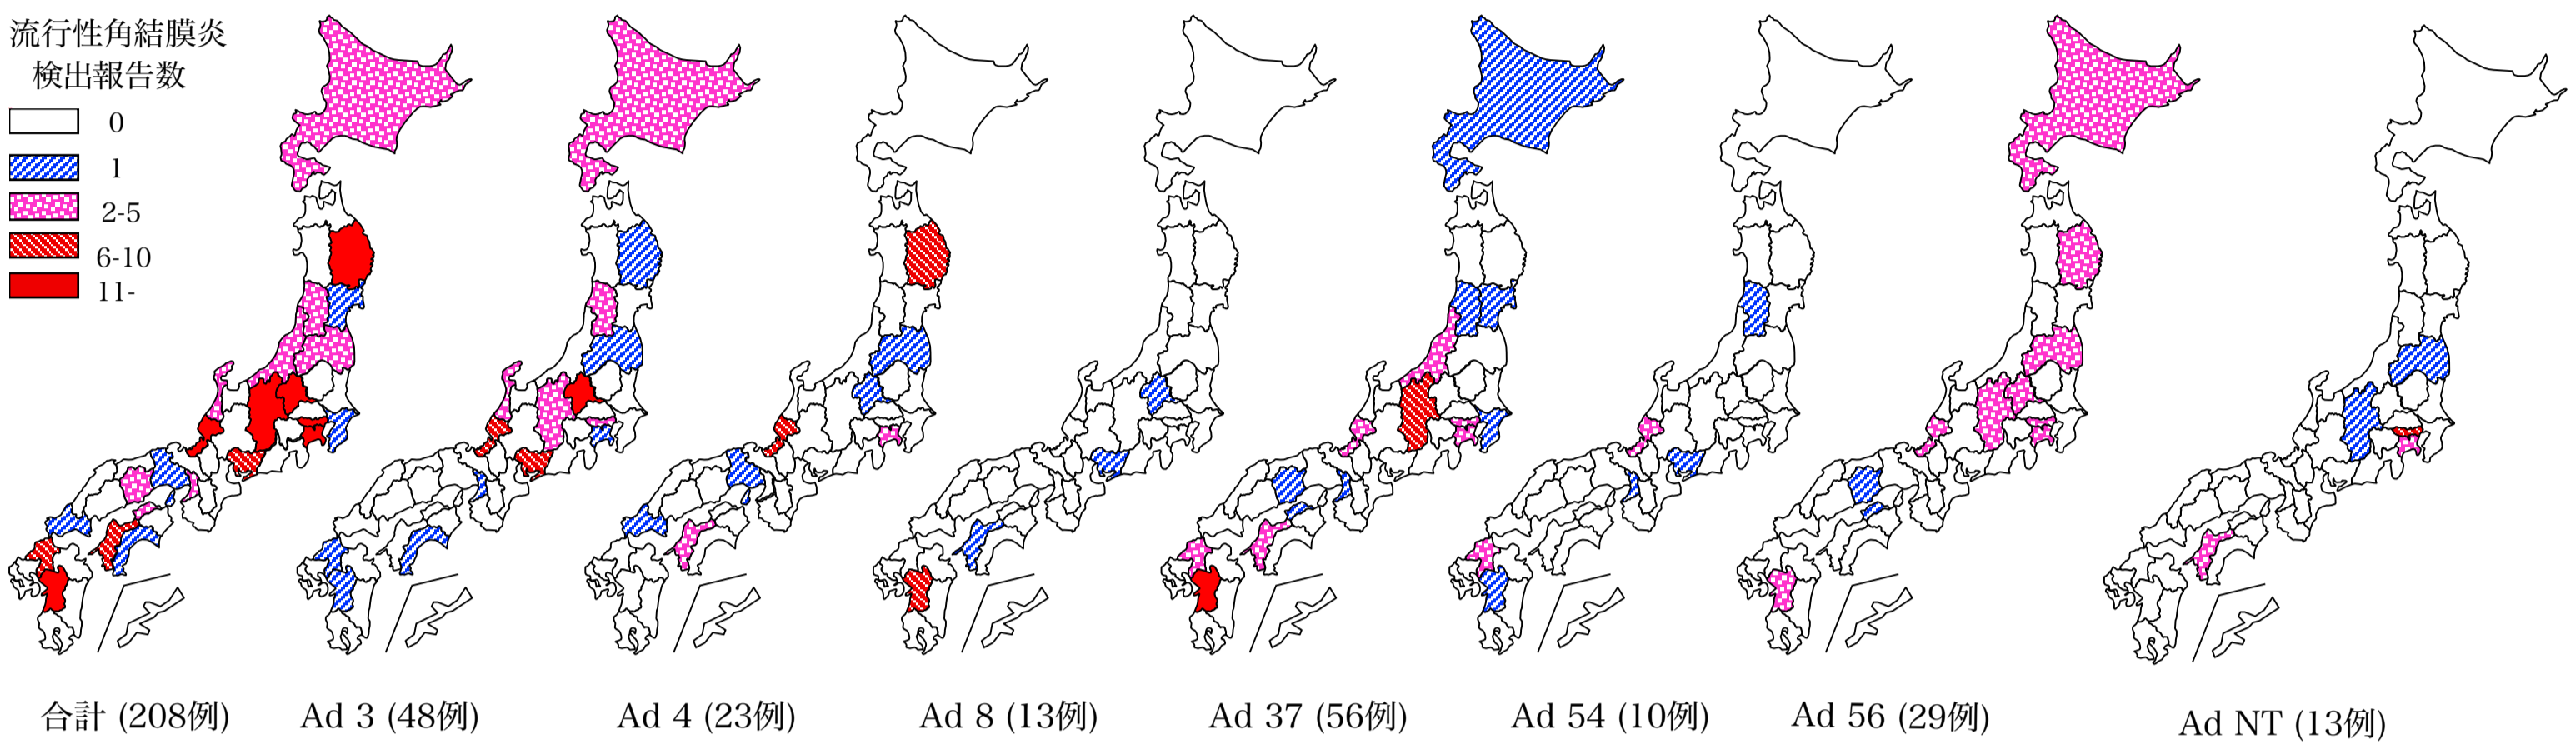 流行性角結膜炎
検出報告数
0
1
2-5
6-10
11-
合計 (208例)
Ad 3 (48例)
Ad 4 (23例)
Ad 8 (13例)
Ad 37 (56例)
Ad 54 (10例)
Ad 56 (29例)
Ad NT (13例)